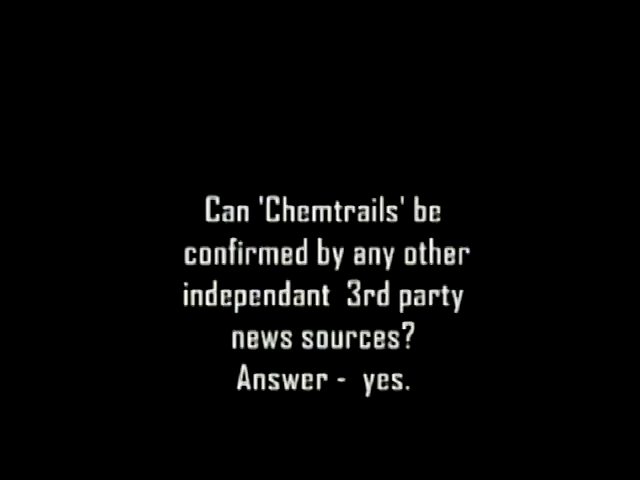 Can 'Chemtrails' be
confirmed by any other
independant 3rd party
news sources?
Answer - yes.